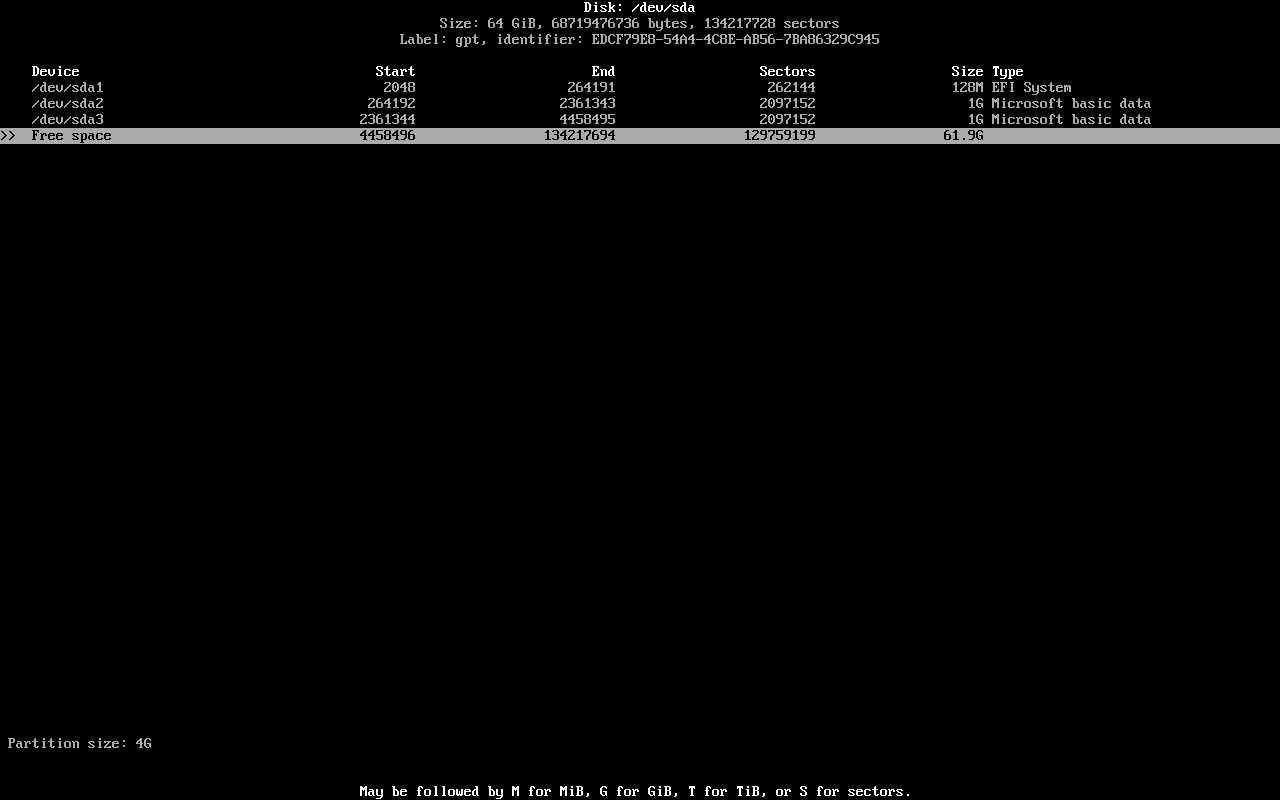 Disk: /dev/sda
Size: 64 GiB, 68719476736 bytes, 134217728 sectors
Label: gpt, identifier: EDCF79E8-54A4-4C8E-AB56-7BA86329C945
Device Start End Sectors Size Type
/dev/sda1 2048 264191 262144 128M EFI System
/dev/sda2 264192 2361343 2097152 1G Microsoft basic data
/dev/sda3 2361344 4458495 2097152 1G Microsoft basic data
>> Free space 4458496 134217694 129759199 61.9G
Partition size: 4G
May be followed by M for MiB, G for GiB, T for TiB, or S for sectors.